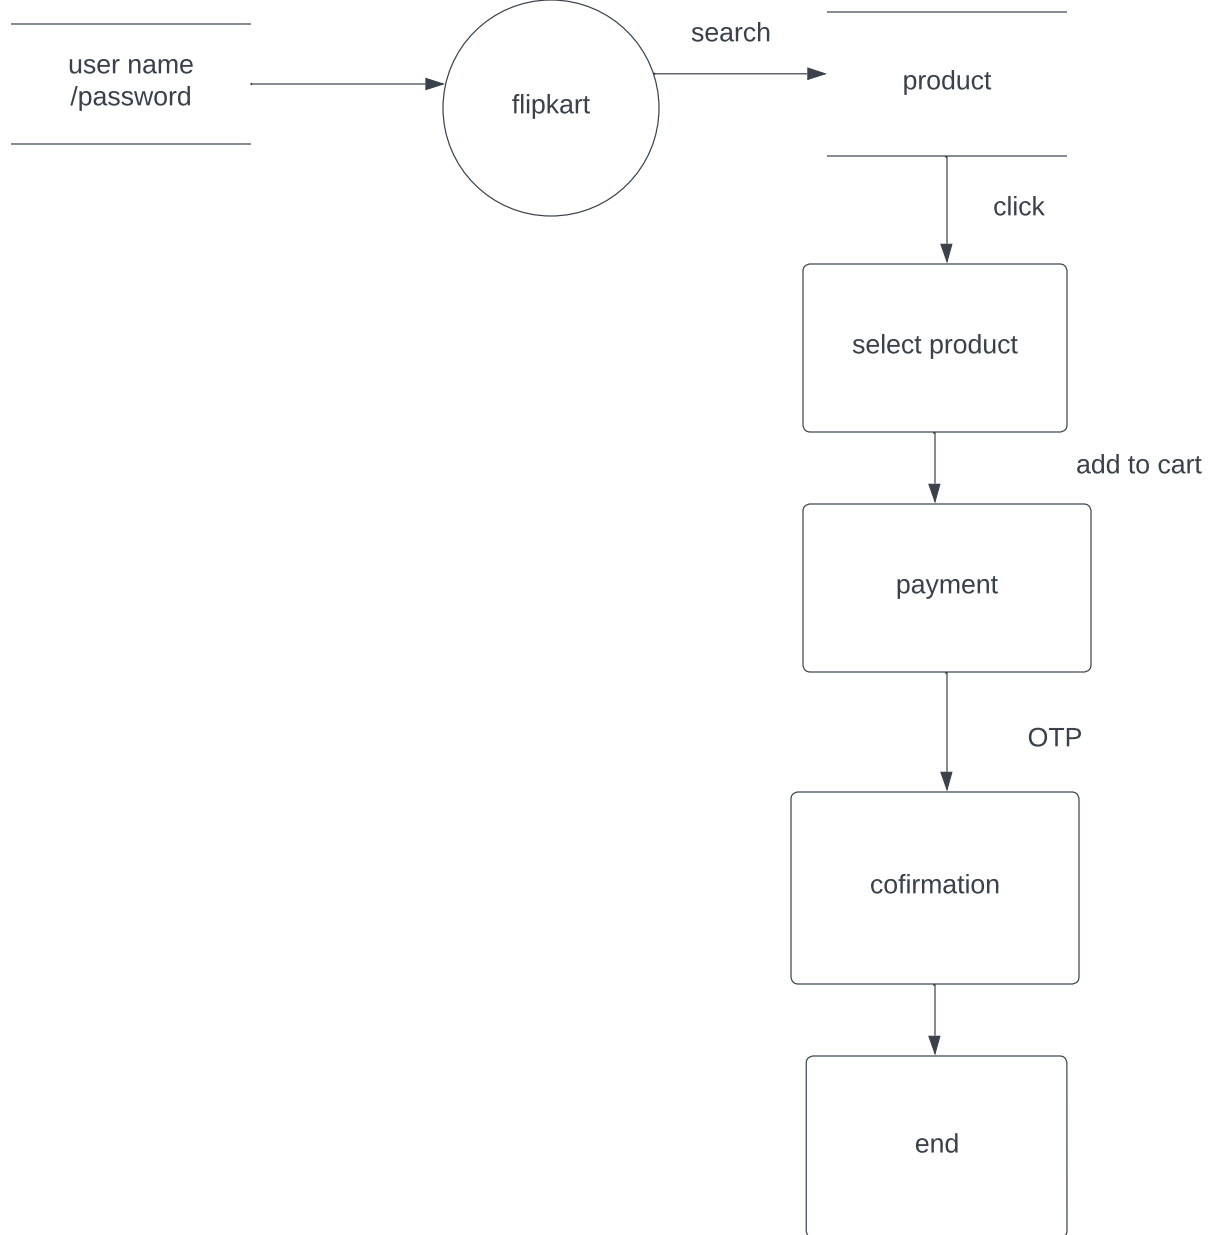 user name
/password
flipkart
search
product
click
select product
add to cart
payment
OTP
cofirmation
end